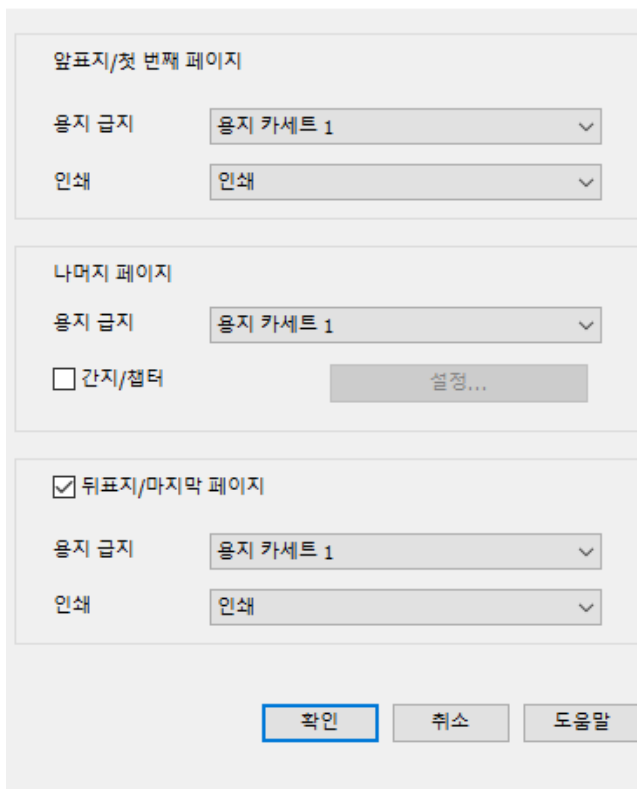 앞표지/첫 번째 페이지
용지 급지 용지 카세트 1
인쇄 인쇄
나머지 페이지
용지 급지 용지 카세트 1
간지/챕터 설정...
뒤표지/마지막 페이지
용지 급지 용지 카세트 1
인쇄 인쇄
확인 취소 도움말